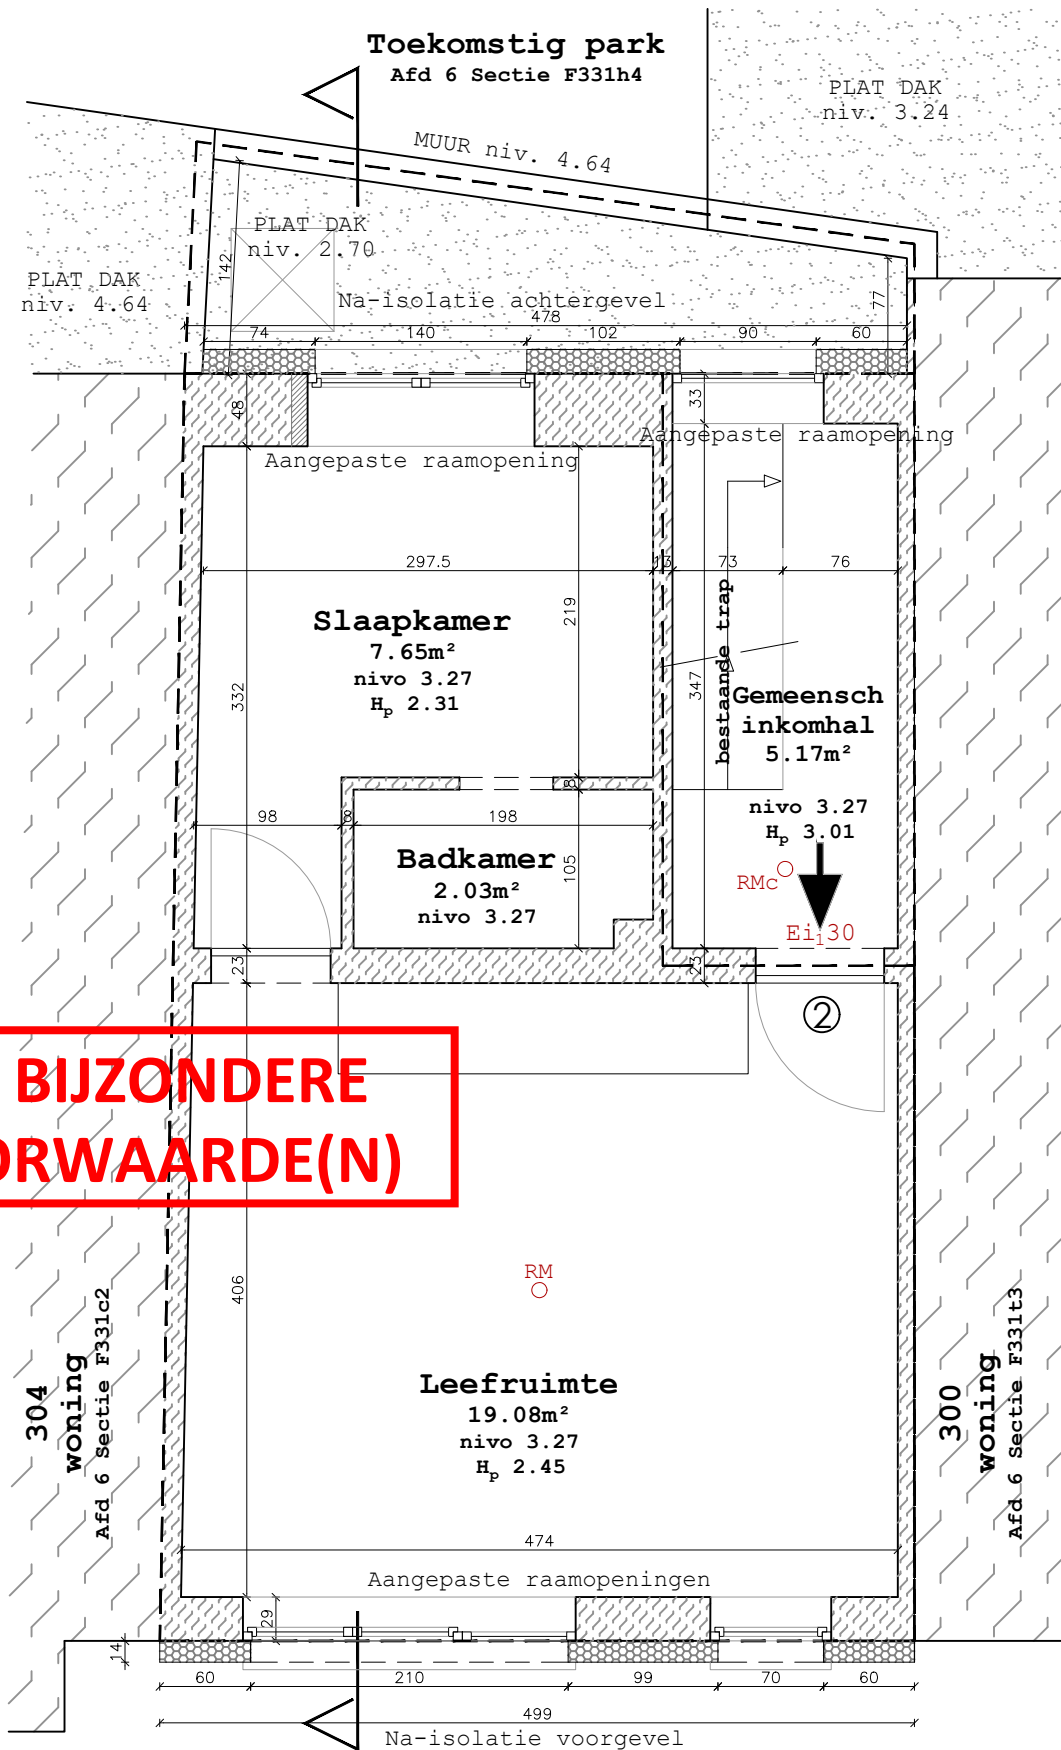 Toekomstig park
Afd 6 Sectie F331h4
PLAT DAK
niv. 3.24
MUUR niv. 4.64
PLAT DAK
niv. 2.70
PLAT DAK
niv. 4.64
142
77
Na-isolatie achtergevel
478
74 140 102 90 60
48
33
Aangepaste raamopening
Aangepaste raamopening
297.5 13 73 76
Slaapkamer
7.65m²
nivo 3.27
Hp 2.31
219
332
347
bestaande trap
Gemeensch
inkomhal
5.17m²
nivo 3.27
Hp 3.01
8
98 8 198
Badkamer
2.03m²
nivo 3.27
105
RMc
Ei₁30
23
23
2
BIJZONDERE
ORWAARDE(N)
RM
406
Leefruimte
19.08m²
nivo 3.27
Hp 2.45
304
woning
Afd 6 Sectie F331c2
300
woning
Afd 6 Sectie F331t3
474
Aangepaste raamopeningen
29
14
60 210 99 70 60
499
Na-isolatie voorgevel